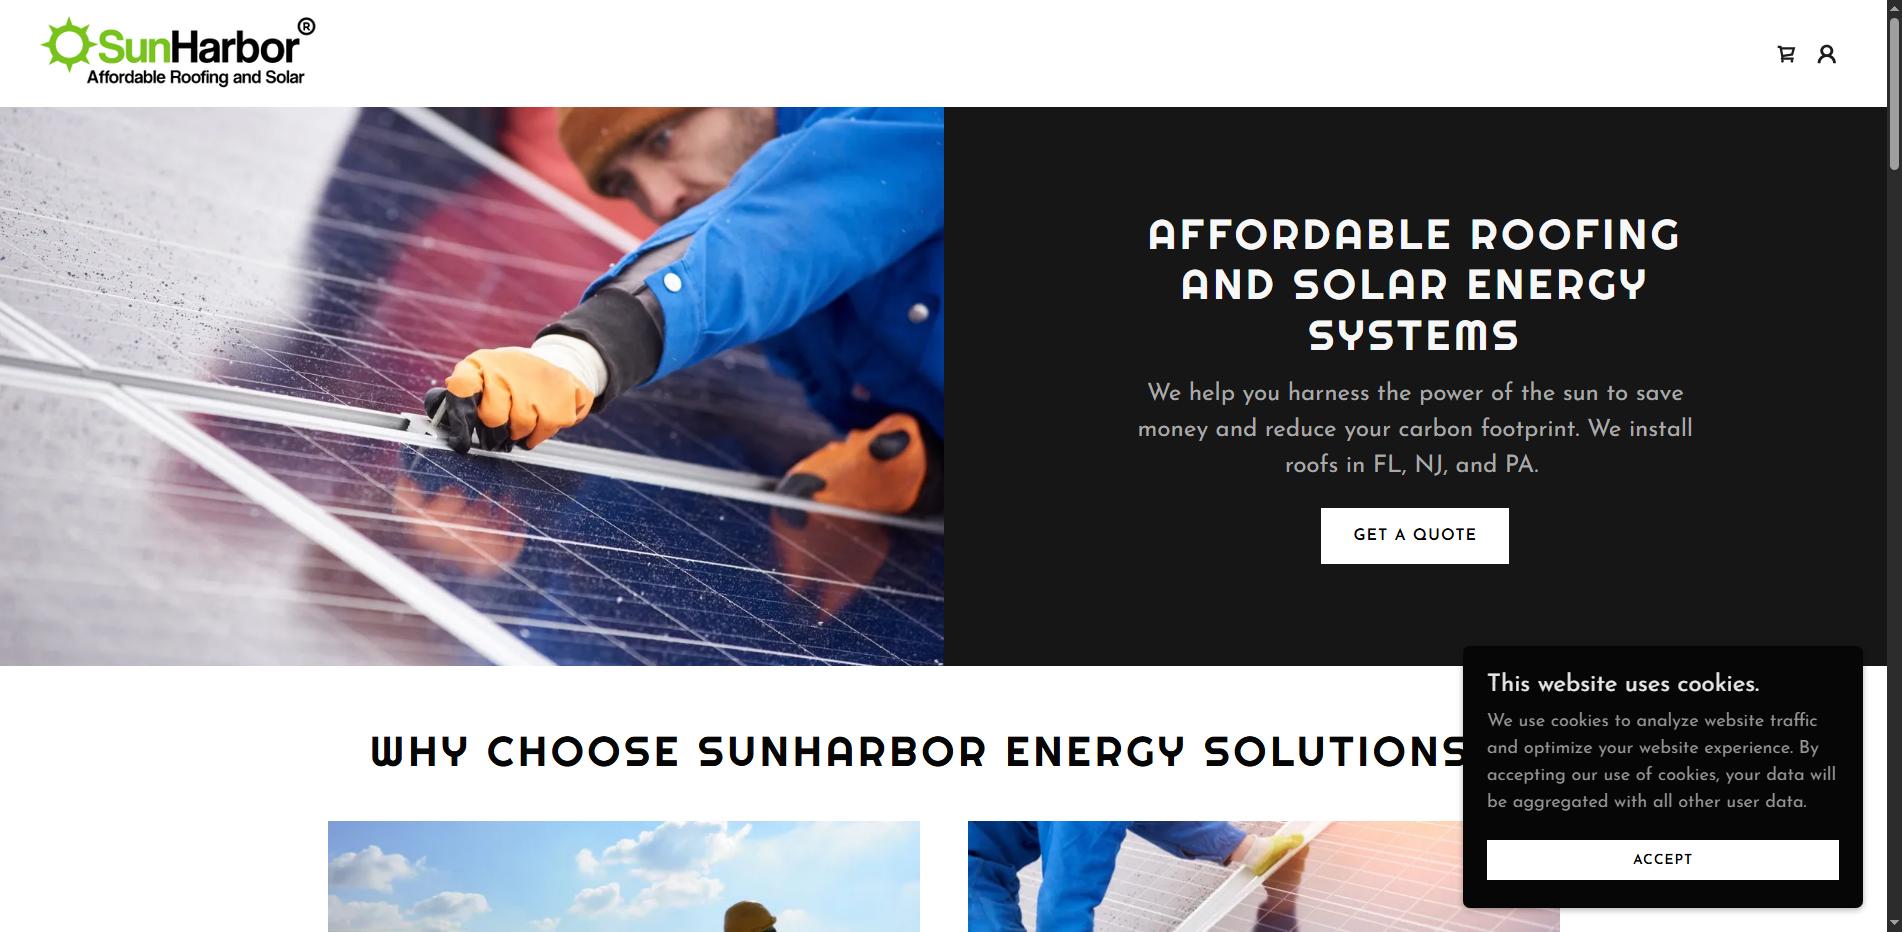 SunHarbor®
Affordable Roofing and Solar
AFFORDABLE ROOFING
AND SOLAR ENERGY
SYSTEMS
We help you harness the power of the sun to save
money and reduce your carbon footprint. We install
roofs in FL, NJ, and PA.
GET A QUOTE
WHY CHOOSE SUNHARBOR ENERGY SOLUTIONS
This website uses cookies.
We use cookies to analyze website traffic
and optimize your website experience. By
accepting our use of cookies, your data will
be aggregated with all other user data.
ACCEPT